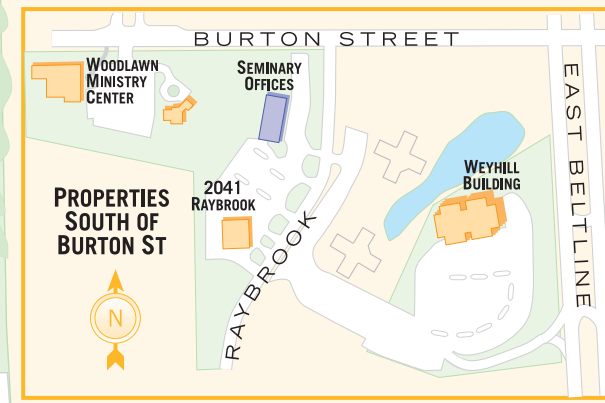 BURTON STREET
WOODLAWN
MINISTRY
CENTER
SEMINARY
OFFICES
EAST BELTLINE
WEYHILL
BUILDING
2041
RAYBROOK
PROPERTIES
SOUTH OF
BURTON ST
RAYBROOK
N